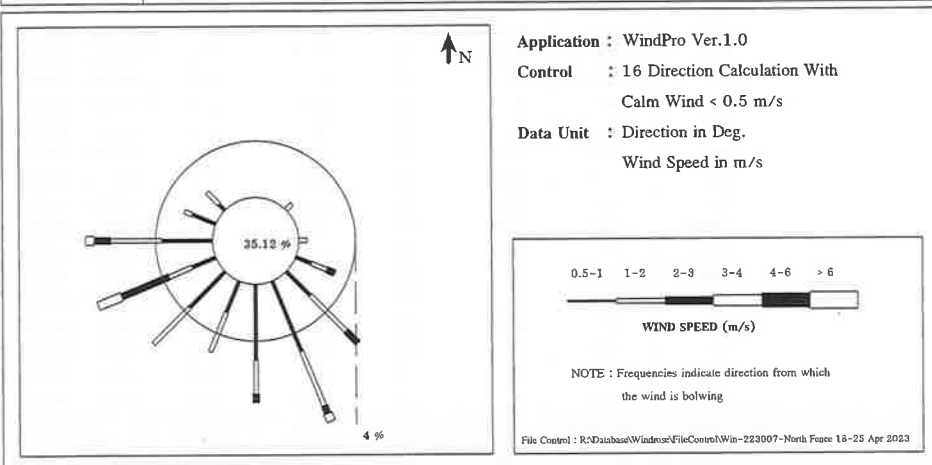 N
35.12 %
4 %
Application : WindPro Ver.1.0
Control : 16 Direction Calculation With
Calm Wind < 0.5 m/s
Data Unit : Direction in Deg.
Wind Speed in m/s
0.5-1 1-2 2-3 3-4 4-6 > 6
WIND SPEED (m/s)
NOTE : Frequencies indicate direction from which
the wind is bolwing
File Control : R:\Database\Windrose\FileControl\Win-223007-North Fence 18-25 Apr 2023